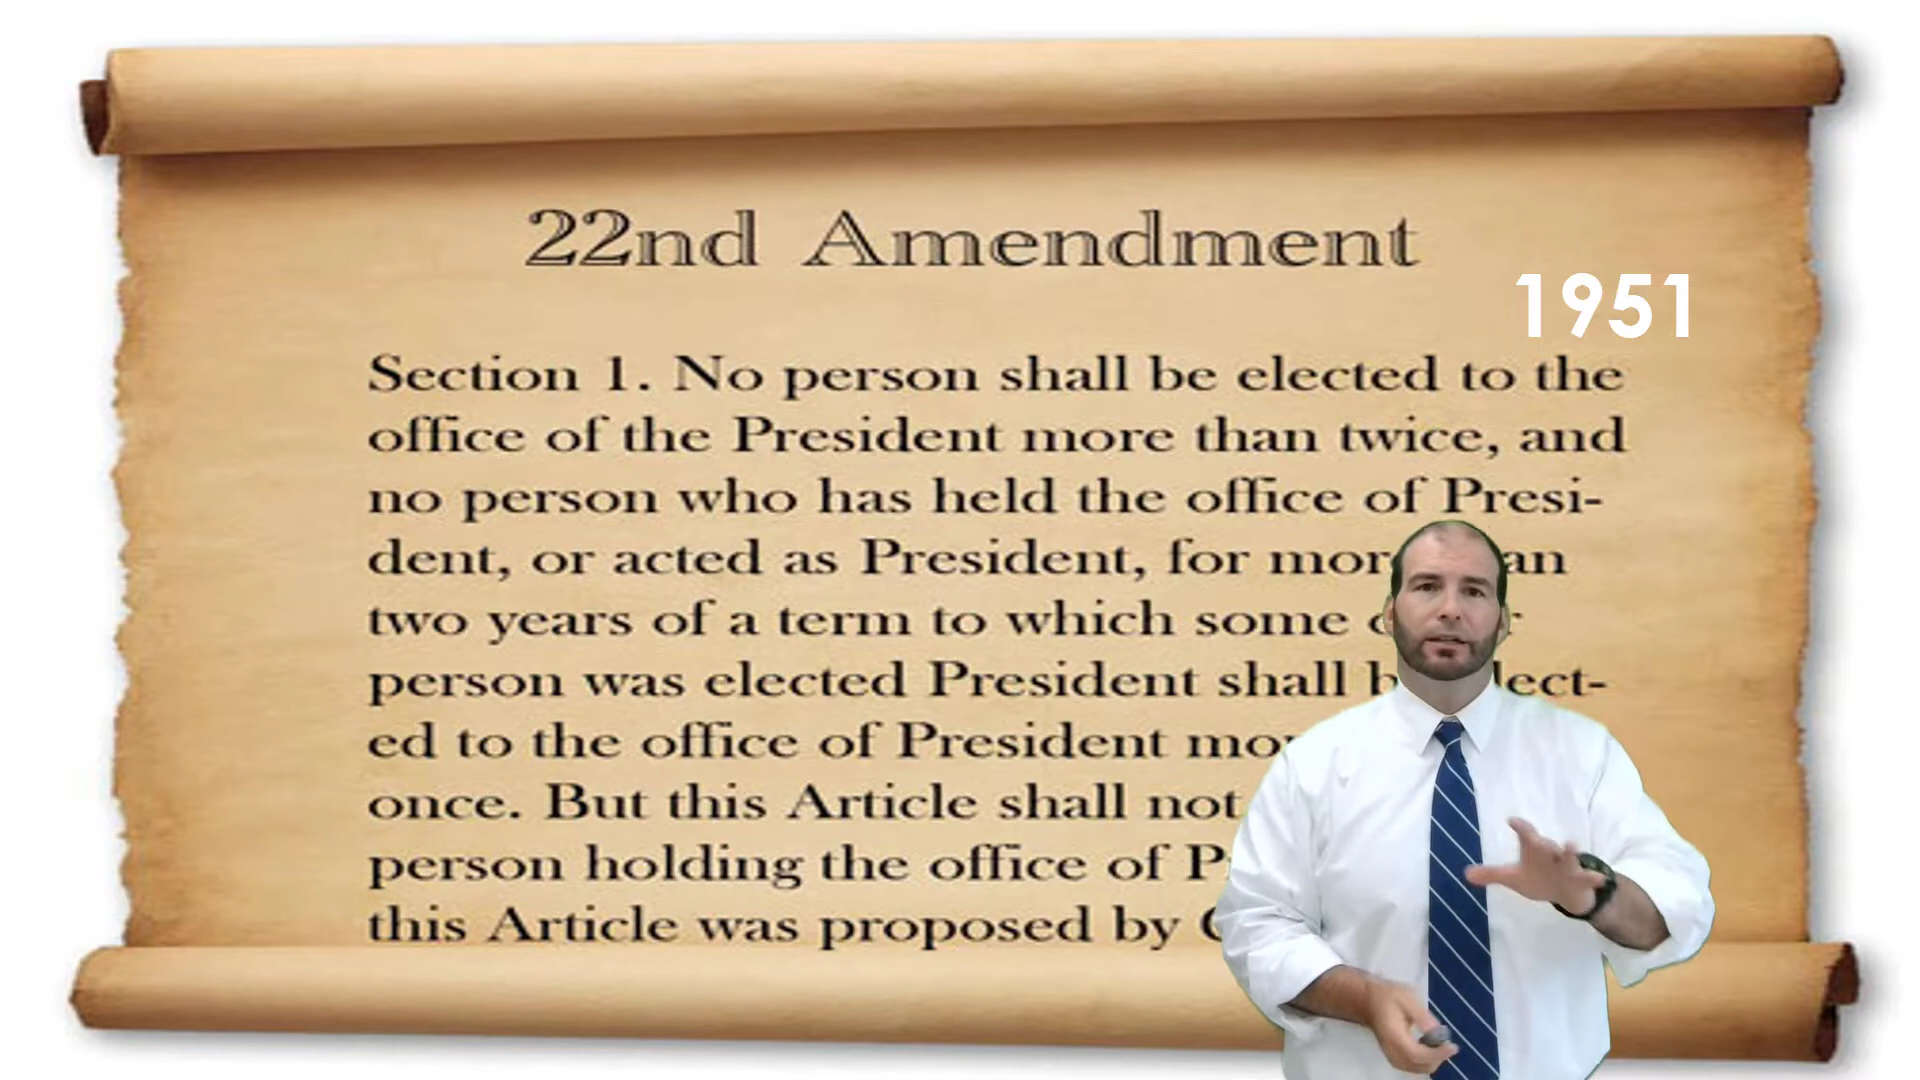 22nd Amendment
1951
Section 1. No person shall be elected to the
office of the President more than twice, and
no person who has held the office of Presi-
dent, or acted as President, for
two years of a term to which some
person was elected President shall
ed to the office of President
once. But this Article shall not
person holding the office of
this Article was proposed by